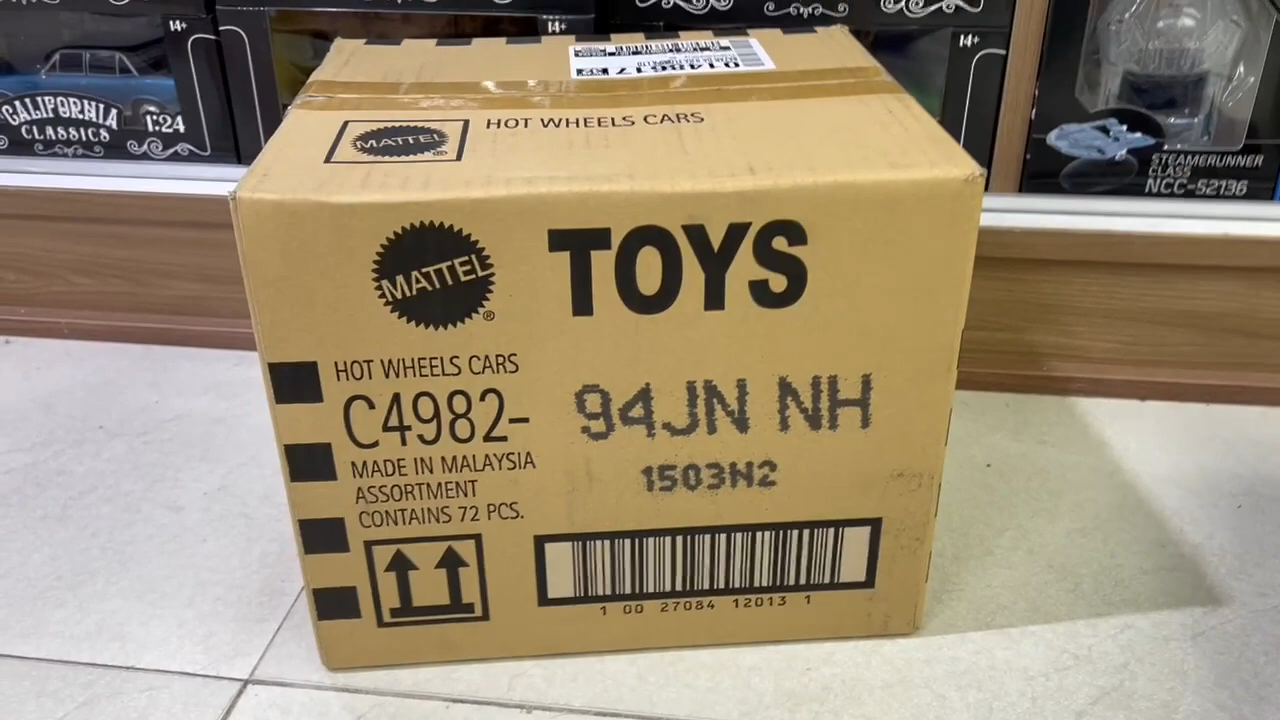 14+
14+
14+
CALIFORNIA
CLASSICS
1:24
STEAMERUNNER
CLASS
NCC-52136
MATTEL
®
HOT WHEELS CARS
MATTEL
®
TOYS
HOT WHEELS CARS
C4982-
MADE IN MALAYSIA
ASSORTMENT
CONTAINS 72 PCS.
94JN NH
1503N2
1 00 27084 12013 1